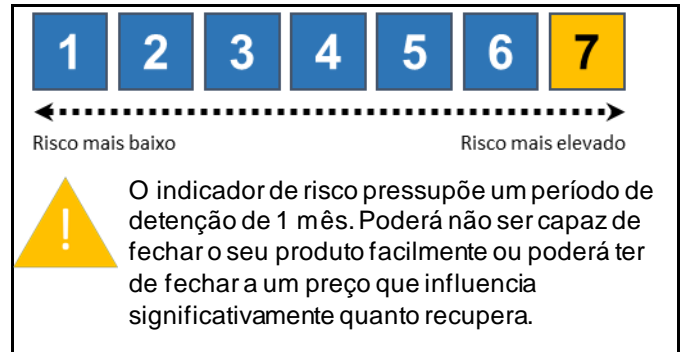 1 2 3 4 5 6 7
Risco mais baixo Risco mais elevado
!
O indicador de risco pressupõe um período de
detenção de 1 mês. Poderá não ser capaz de
fechar o seu produto facilmente ou poderá ter
de fechar a um preço que influencia
significativamente quanto recupera.